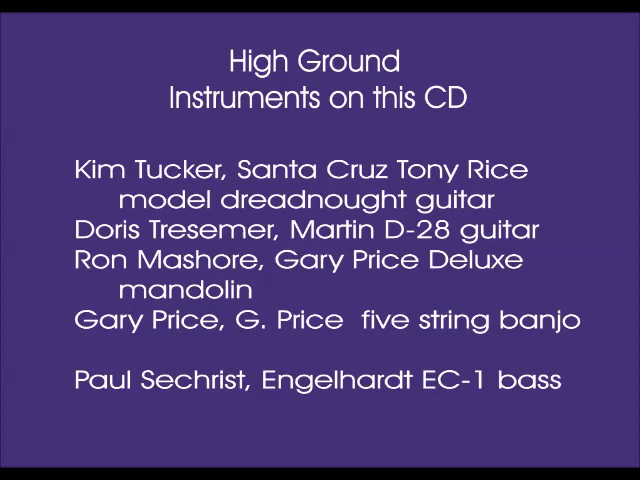 High Ground
Instruments on this CD
Kim Tucker, Santa Cruz Tony Rice
model dreadnought guitar
Doris Tresemer, Martin D-28 guitar
Ron Mashore, Gary Price Deluxe
mandolin
Gary Price, G. Price five string banjo
Paul Sechrist, Engelhardt EC-1 bass